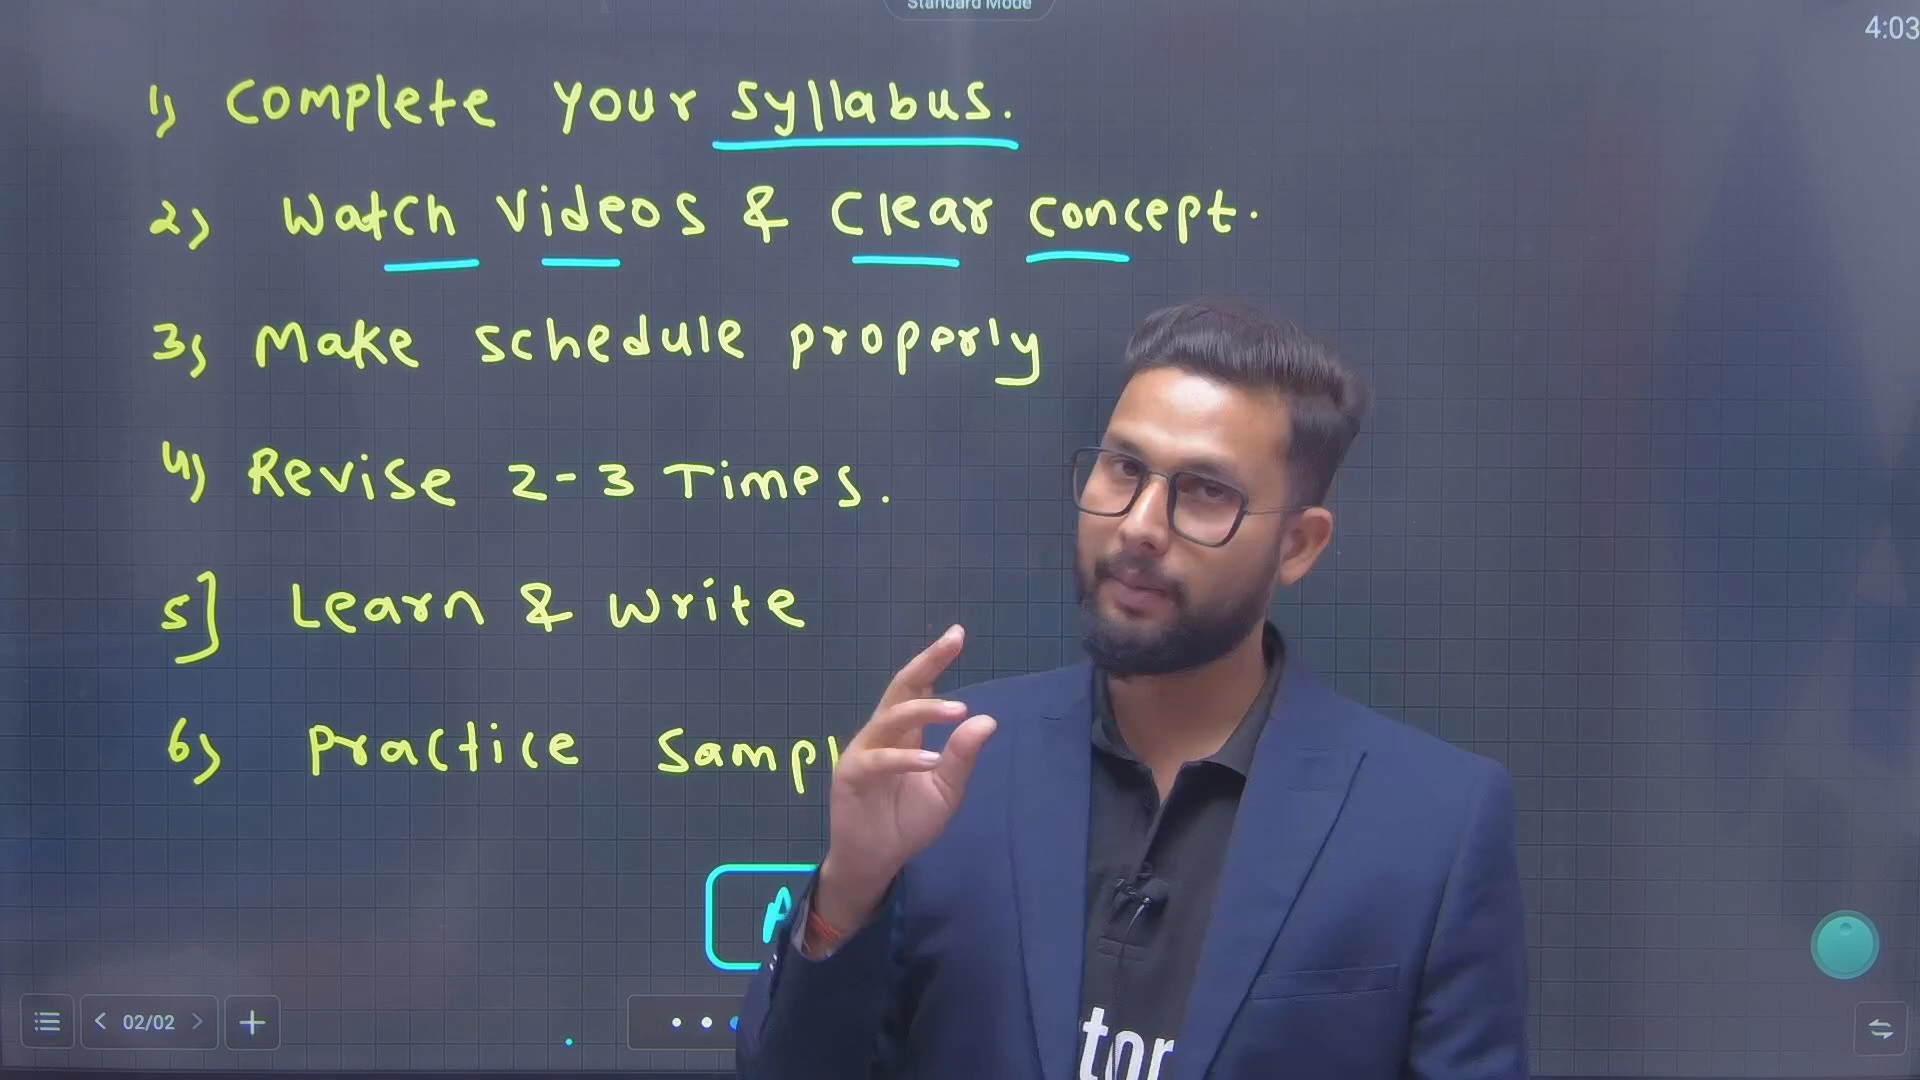 Standard Mode
4:03
1) Complete your syllabus.
2) Watch Videos & Clear concept.
3) Make schedule properly
4) Revise 2-3 Times.
5] Learn & write
6) Practice
02/02